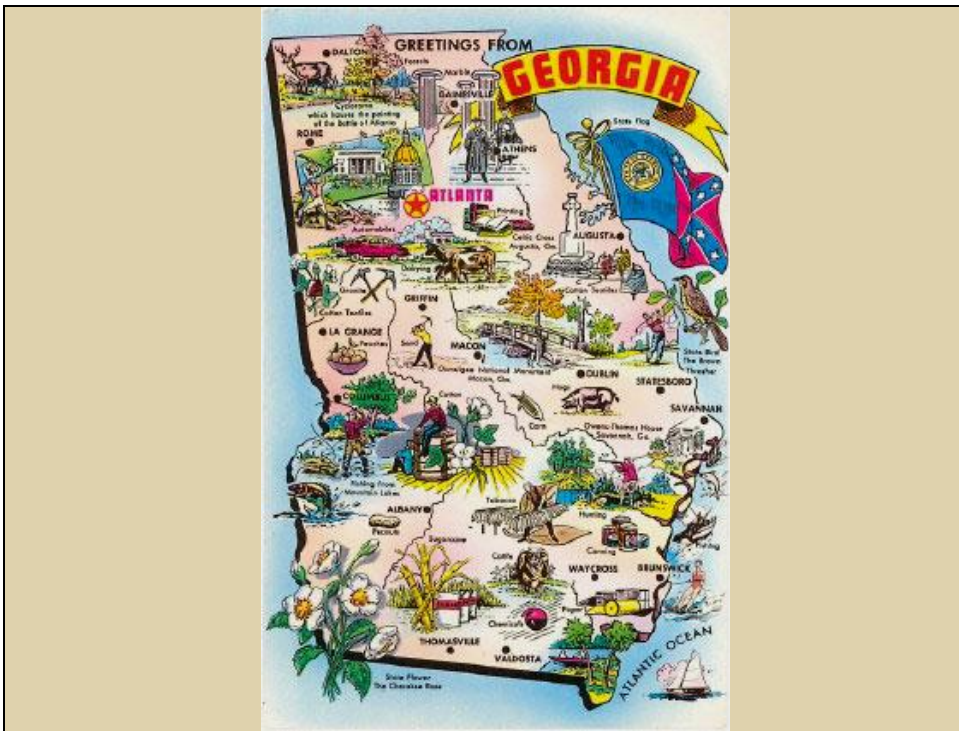 GREETINGS FROM
GEORGIA
DALTON
Forests
Marble
GAINESVILLE
Cyclorama
which houses the painting
of the Battle of Atlanta
State Flag
ROME
ATHENS
ATLANTA
Printing
Automobiles
Celtic Cross
Augusta, Ga.
AUGUSTA
Dairying
Granite
Cotton Textiles
Cotton Textiles
GRIFFIN
LA GRANGE
Peaches
Sand
MACON
Ocmulgee National Monument
Macon, Ga.
State Bird
The Brown
Thrasher
DUBLIN
Hogs
STATESBORO
COLUMBUS
Cotton
Corn
SAVANNAH
Owens-Thomas House
Savannah, Ga.
Fishing From
Mountain Lakes
Tobacco
Hunting
ALBANY
Peanuts
Sugarcane
Canning
Fishing
Cattle
WAYCROSS
BRUNSWICK
Paper
Chemicals
THOMASVILLE
VALDOSTA
ATLANTIC OCEAN
State Flower
The Cherokee Rose